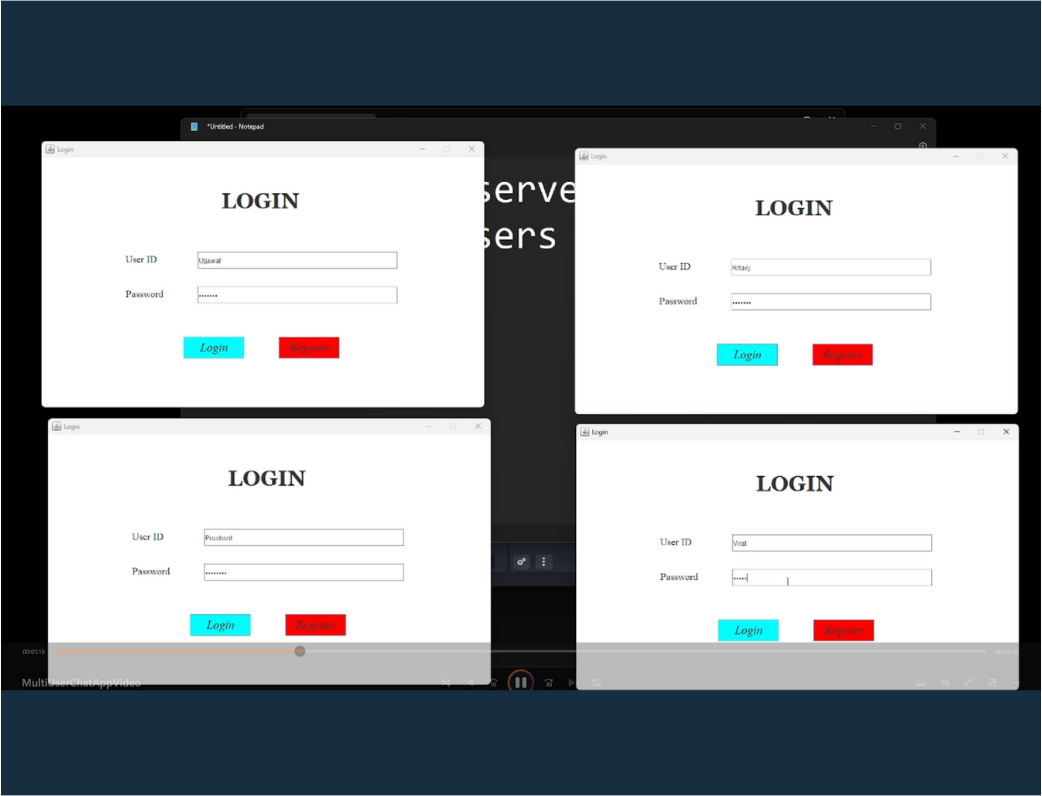 *Untitled - Notepad
Login
LOGIN
User ID
Ujjawal
Password
Login
Register
serve
sers
Login
LOGIN
User ID
Rituraj
Password
Login
Register
Login
LOGIN
User ID
Prashant
Password
Login
Register
Login
LOGIN
User ID
Virat
Password
Login
Register
00:01:15
MultiUserChatAppVideo